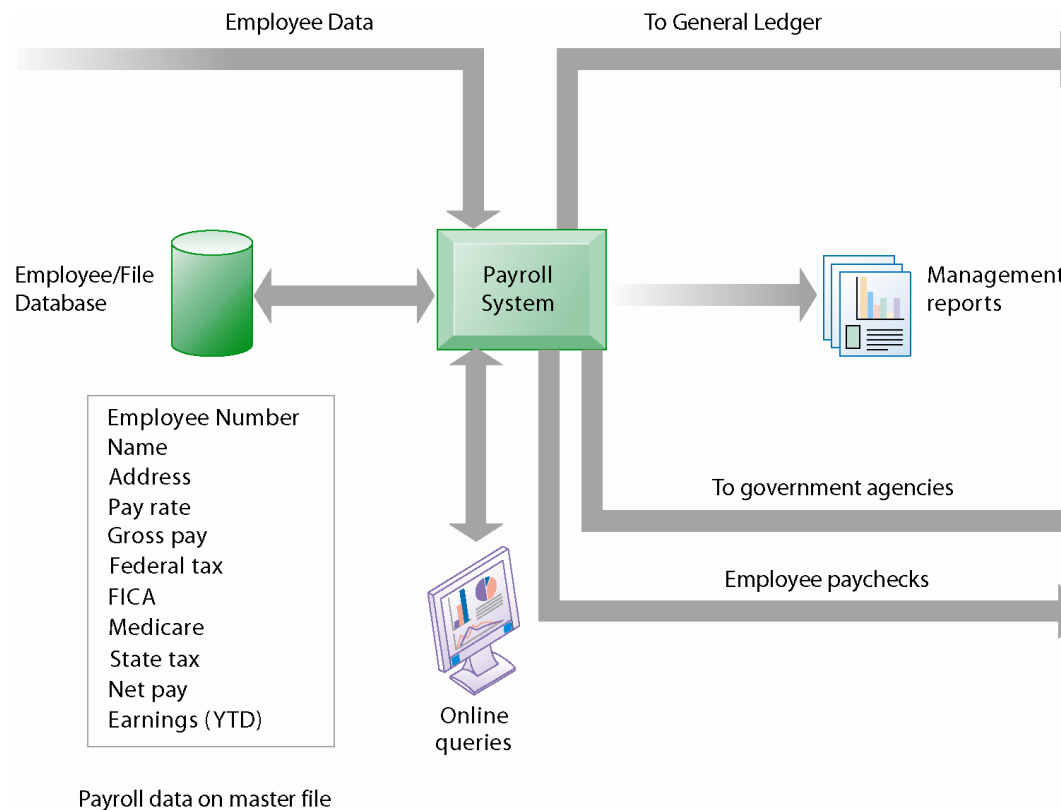 Employee Data
To General Ledger
Employee/File
Database
Payroll
System
Management
reports
Employee Number
Name
Address
Pay rate
Gross pay
Federal tax
FICA
Medicare
State tax
Net pay
Earnings (YTD)
To government agencies
Employee paychecks
Online
queries
Payroll data on master file